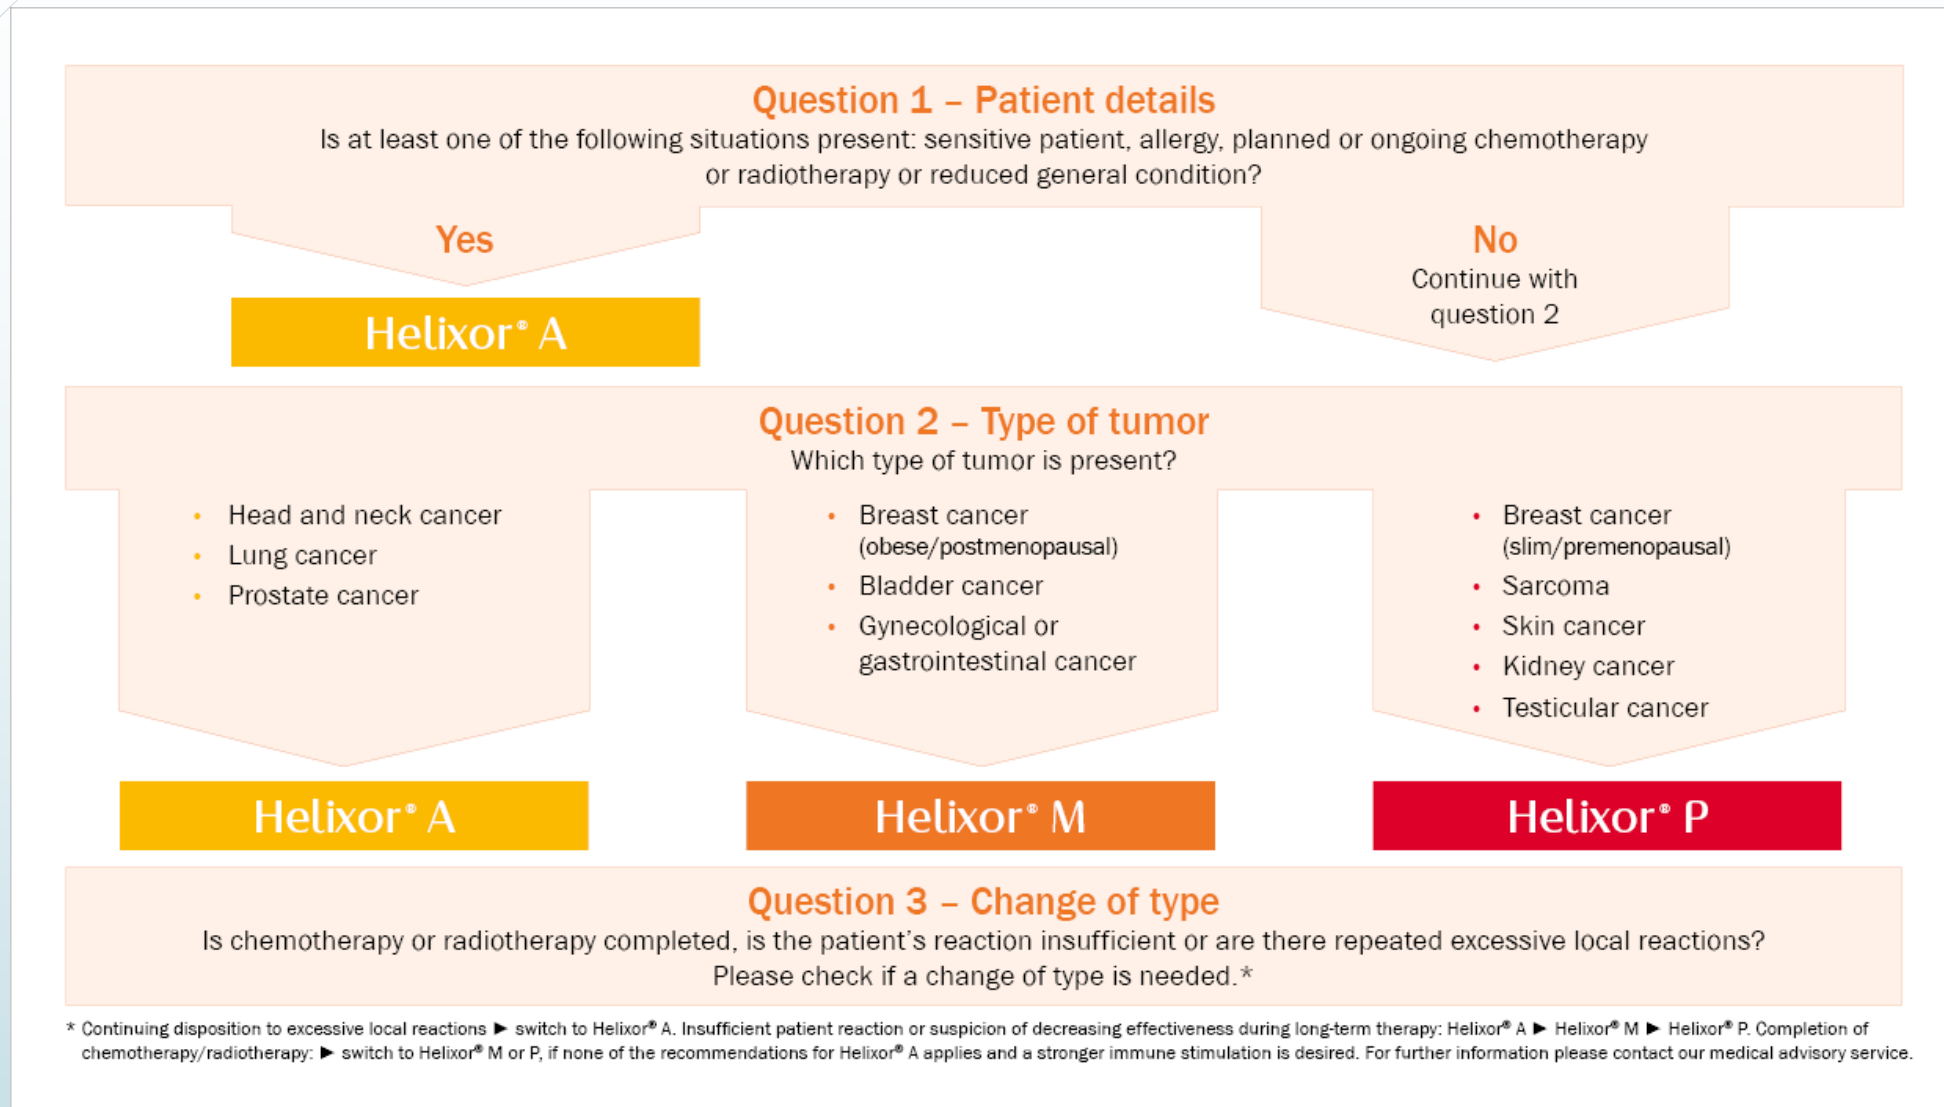 Question 1 – Patient details
Is at least one of the following situations present: sensitive patient, allergy, planned or ongoing chemotherapy
or radiotherapy or reduced general condition?
Yes
Helixor® A
No
Continue with
question 2
Question 2 – Type of tumor
Which type of tumor is present?
• Head and neck cancer
• Lung cancer
• Prostate cancer
Helixor® A
• Breast cancer
(obese/postmenopausal)
• Bladder cancer
• Gynecological or
gastrointestinal cancer
Helixor® M
• Breast cancer
(slim/premenopausal)
• Sarcoma
• Skin cancer
• Kidney cancer
• Testicular cancer
Helixor® P
Question 3 – Change of type
Is chemotherapy or radiotherapy completed, is the patient's reaction insufficient or are there repeated excessive local reactions?
Please check if a change of type is needed.*
* Continuing disposition to excessive local reactions ► switch to Helixor® A. Insufficient patient reaction or suspicion of decreasing effectiveness during long-term therapy: Helixor® A ► Helixor® M ► Helixor® P. Completion of
chemotherapy/radiotherapy: ► switch to Helixor® M or P, if none of the recommendations for Helixor® A applies and a stronger immune stimulation is desired. For further information please contact our medical advisory service.